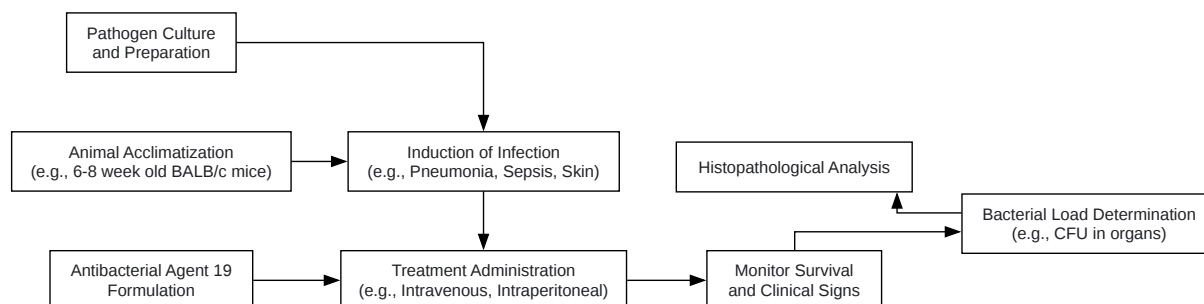 Pathogen Culture
and Preparation
Animal Acclimatization
(e.g., 6-8 week old BALB/c mice)
Induction of Infection
(e.g., Pneumonia, Sepsis, Skin)
Histopathological Analysis
Bacterial Load Determination
(e.g., CFU in organs)
Antibacterial Agent 19
Formulation
Treatment Administration
(e.g., Intravenous, Intraperitoneal)
Monitor Survival
and Clinical Signs